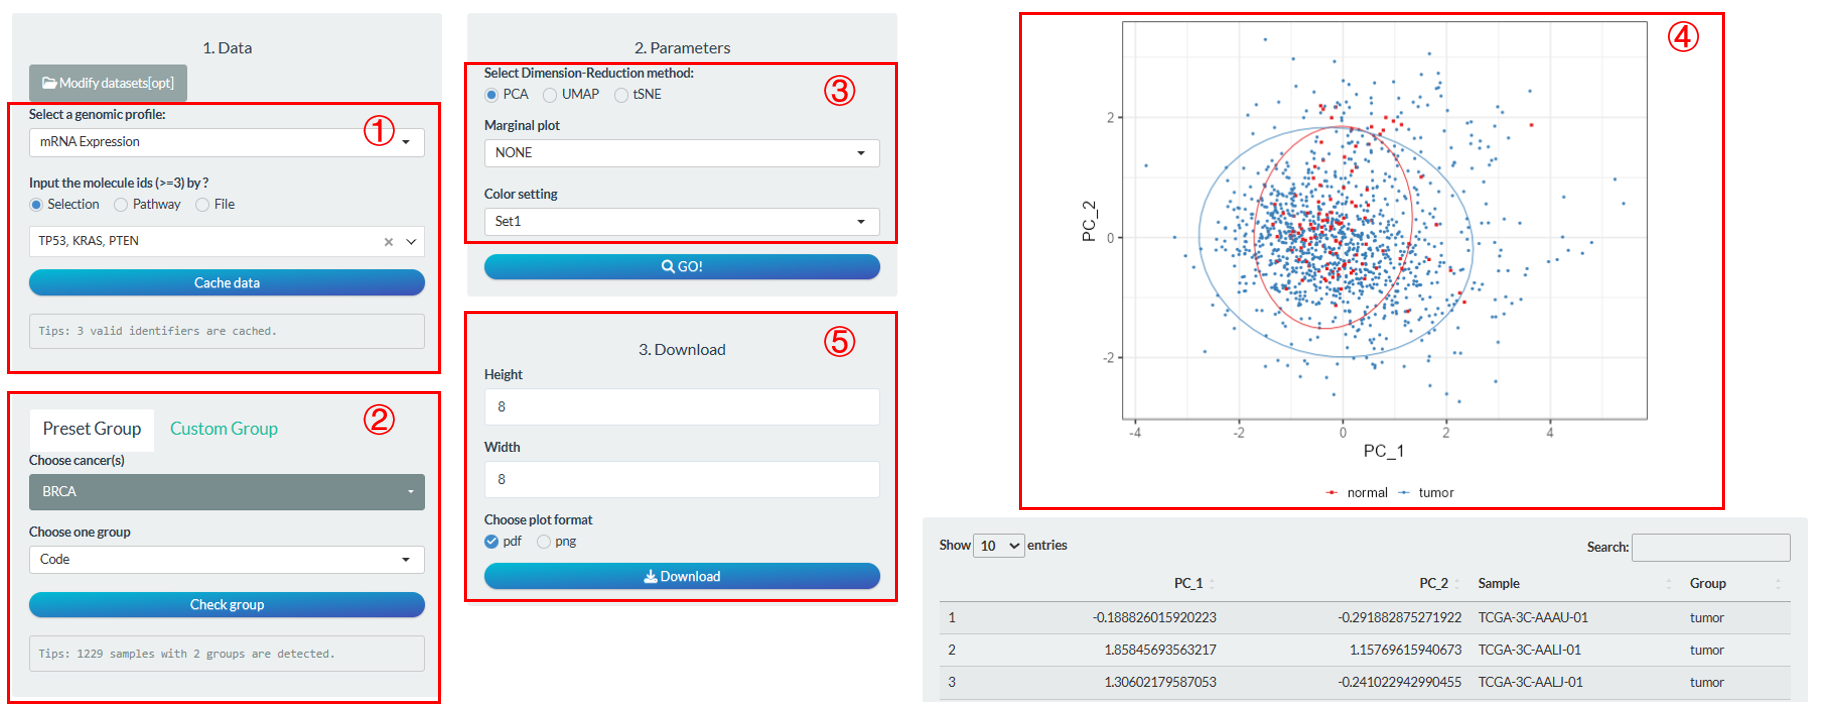 1. Data
Modify datasets[opt]
①
Select a genomic profile:
mRNA Expression
Input the molecule ids (>=3) by ?
Selection Pathway File
TP53, KRAS, PTEN
Cache data
Tips: 3 valid identifiers are cached.
②
Preset Group Custom Group
Choose cancer(s)
BRCA
Choose one group
Code
Check group
Tips: 1229 samples with 2 groups are detected.
2. Parameters
③
Select Dimension-Reduction method:
PCA UMAP tSNE
Marginal plot
NONE
Color setting
Set1
GO!
⑤
3. Download
Height
8
Width
8
Choose plot format
pdf png
Download
④
2
0
-2
PC_2
-4 -2 0 2 4
PC_1
normal tumor
Show 10 entries Search:
PC_1 PC_2 Sample Group
1 -0.188826015920223 -0.291882875271922 TCGA-3C-AAAU-01 tumor
2 1.85845693563217 1.15769615940673 TCGA-3C-AALI-01 tumor
3 1.30602179587053 -0.241022942990455 TCGA-3C-AALJ-01 tumor